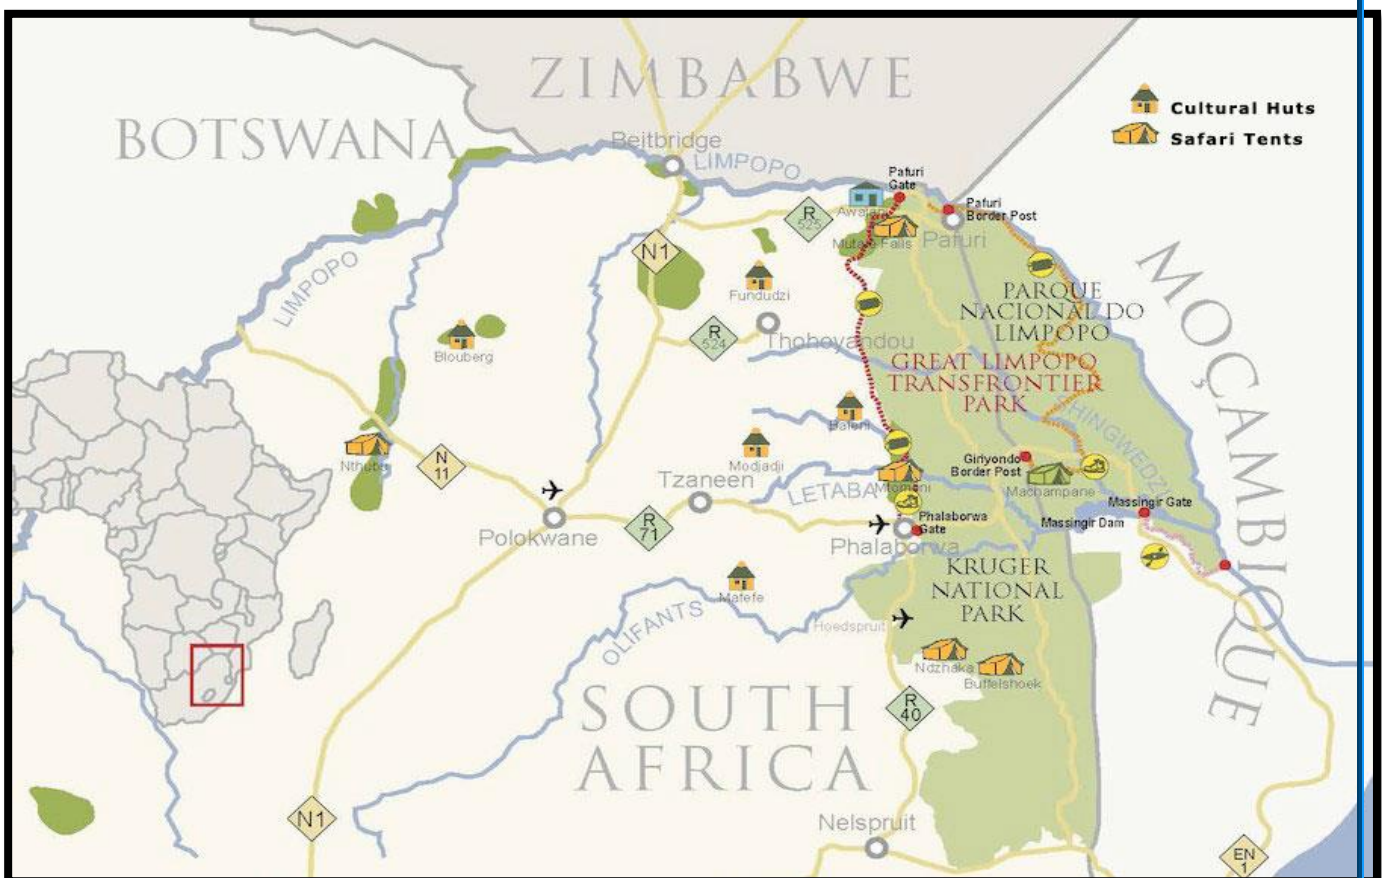 ZIMBABWE
BOTSWANA
Cultural Huts
Safari Tents
Beitbridge
LIMPOPO
Pafuri
Gate
Pafuri
Border Post
Awelani
R
525
Mutale Falls
Pafuri
N1
LIMPOPO
Fundudzi
PARQUE
NACIONAL DO
LIMPOPO
MOÇAMBIQUE
R
524
Thohoyandou
Blouberg
GREAT LIMPOPO
TRANSFRONTIER
PARK
SHINGWEDZI
Baleni
Nthubu
N
11
Modjadji
Giriyondo
Border Post
Tzaneen
LETABA
Mtomeni
Machampane
Massingir Gate
Massingir Dam
Polokwane
R
71
Phalaborwa
Gate
Phalaborwa
KRUGER
NATIONAL
PARK
Matefe
OLIFANTS
Hoedspruit
Ndzhaka
Buffelshoek
SOUTH
AFRICA
R
40
N1
Nelspruit
EN
1